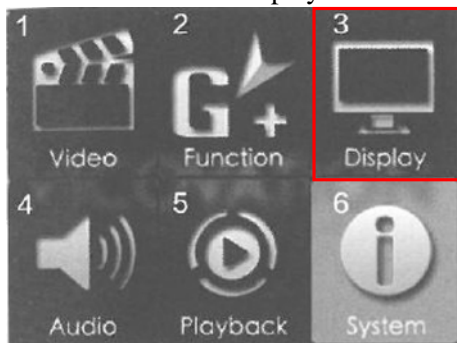 1 2 3
G +
Video Function Display
4 5 6
i
Audio Playback System